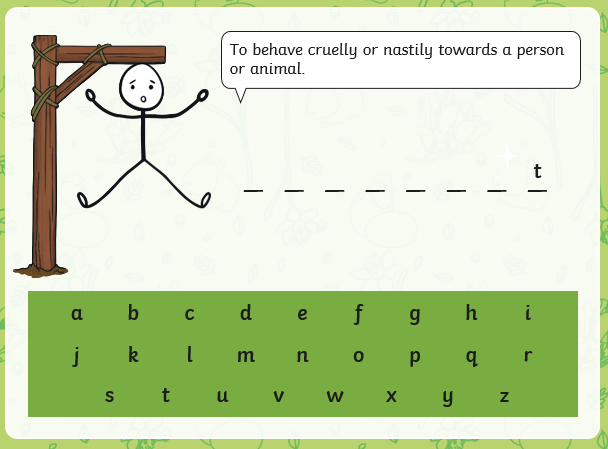 To behave cruelly or nastily towards a person
or animal.
_ _ _ _ _ _ _ t
a b c d e f g h i
j k l m n o p q r
s t u v w x y z